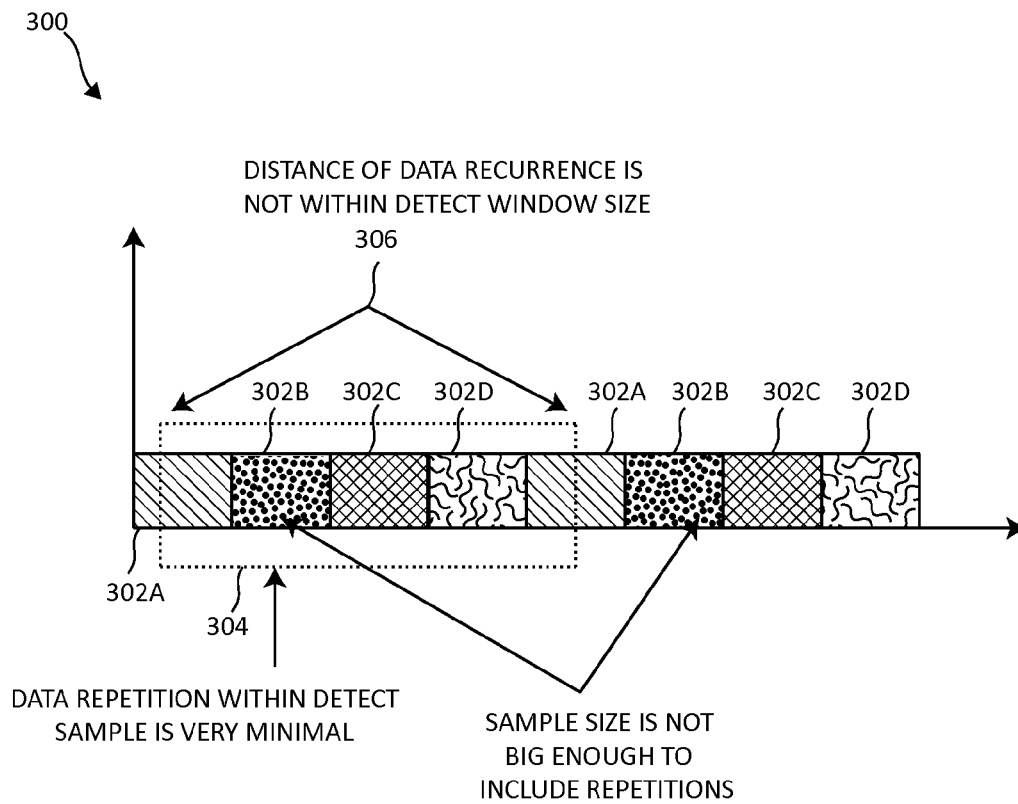 300
DISTANCE OF DATA RECURRENCE IS
NOT WITHIN DETECT WINDOW SIZE
306
302B 302C 302D 302A 302B 302C 302D
302A
304
DATA REPETITION WITHIN DETECT
SAMPLE IS VERY MINIMAL
SAMPLE SIZE IS NOT
BIG ENOUGH TO
INCLUDE REPETITIONS